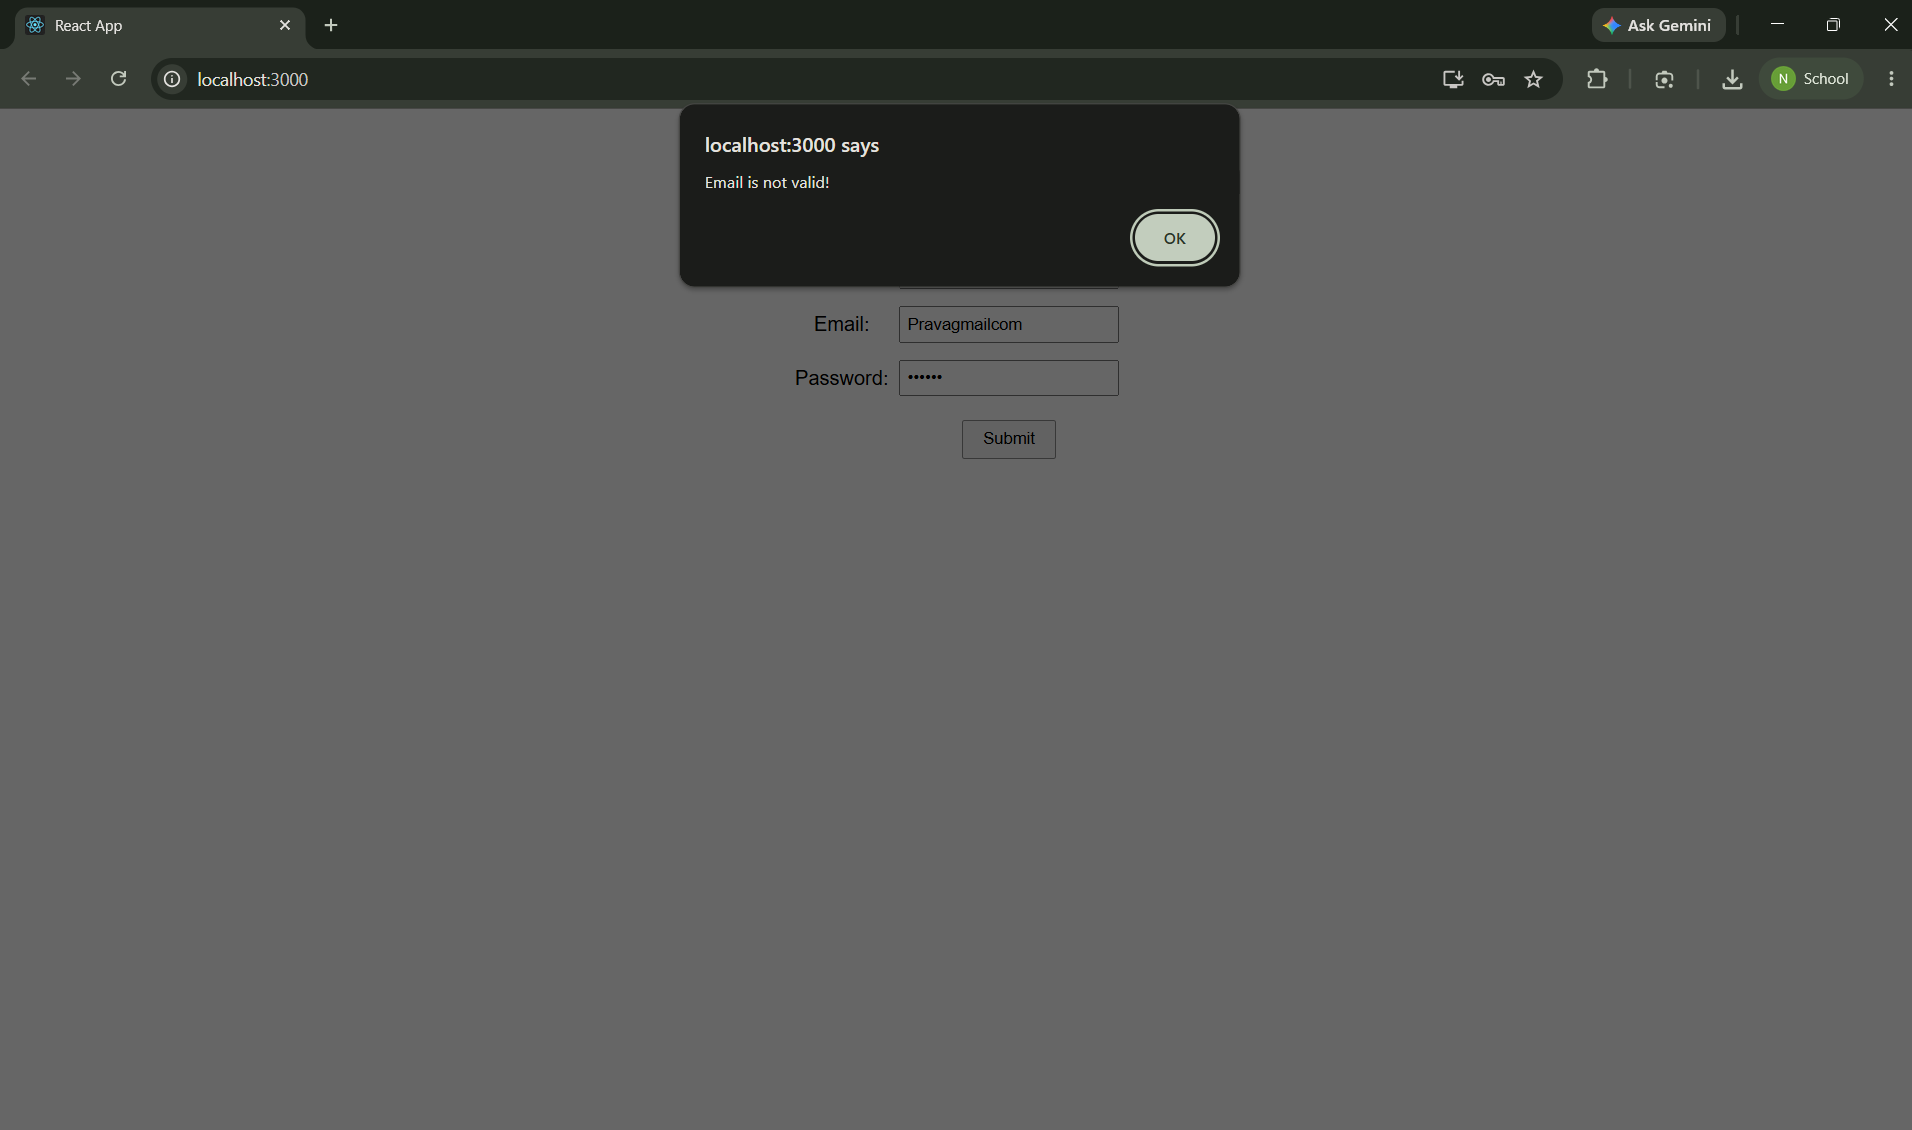 React App
Ask Gemini
localhost:3000
N
School
localhost:3000 says
Email is not valid!
OK
Email:
Pravagmailcom
Password:
••••••
Submit